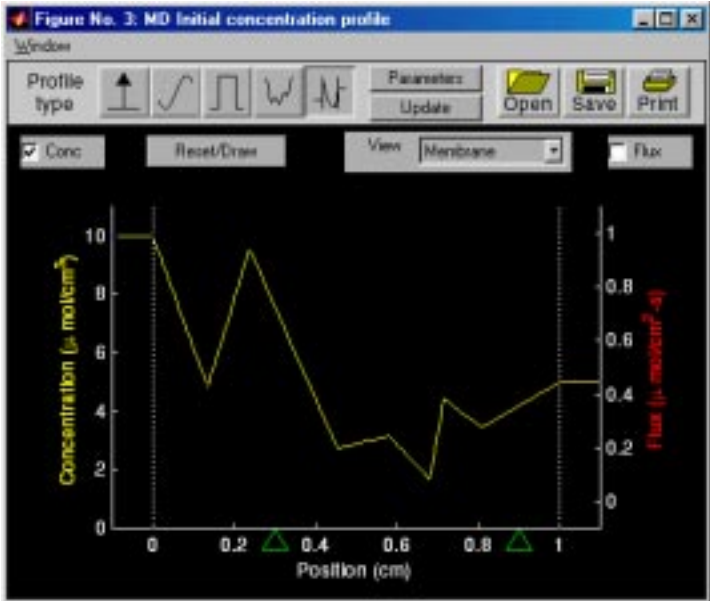 Figure No. 3: MD Initial concentration profile
Window
Profile type
Parameters
Update
Open
Save
Print
Conc
Reset/Draw
View
Membrane
Flux
Concentration (μ mol/cm³)
10
8
6
4
2
0
0 0.2 0.4 0.6 0.8 1
Position (cm)
1
0.8
0.6
0.4
0.2
0
Flux (μ mol/cm²-s)